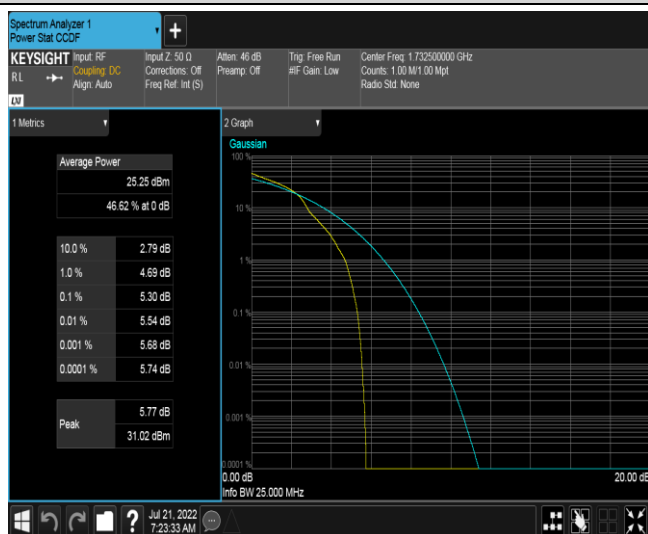 Spectrum Analyzer 1
Power Stat CCDF
+
KEYSIGHT
RL
LXI
Input: RF
Coupling: DC
Align: Auto
Input Z: 50 Ω
Corrections: Off
Freq Ref: Int (S)
Atten: 46 dB
Preamp: Off
Trig: Free Run
#IF Gain: Low
Center Freq: 1.732500000 GHz
Counts: 1.00 M/1.00 Mpt
Radio Std: None
1 Metrics
Average Power
25.25 dBm
46.62 % at 0 dB
10.0 % 2.79 dB
1.0 % 4.69 dB
0.1 % 5.30 dB
0.01 % 5.54 dB
0.001 % 5.68 dB
0.0001 % 5.74 dB
Peak
5.77 dB
31.02 dBm
2 Graph
Gaussian
100 %
10 %
1 %
0.1 %
0.01 %
0.001 %
0.0001 %
0.00 dB 20.00 dB
Info BW 25.000 MHz
?
Jul 21, 2022
7:23:33 AM